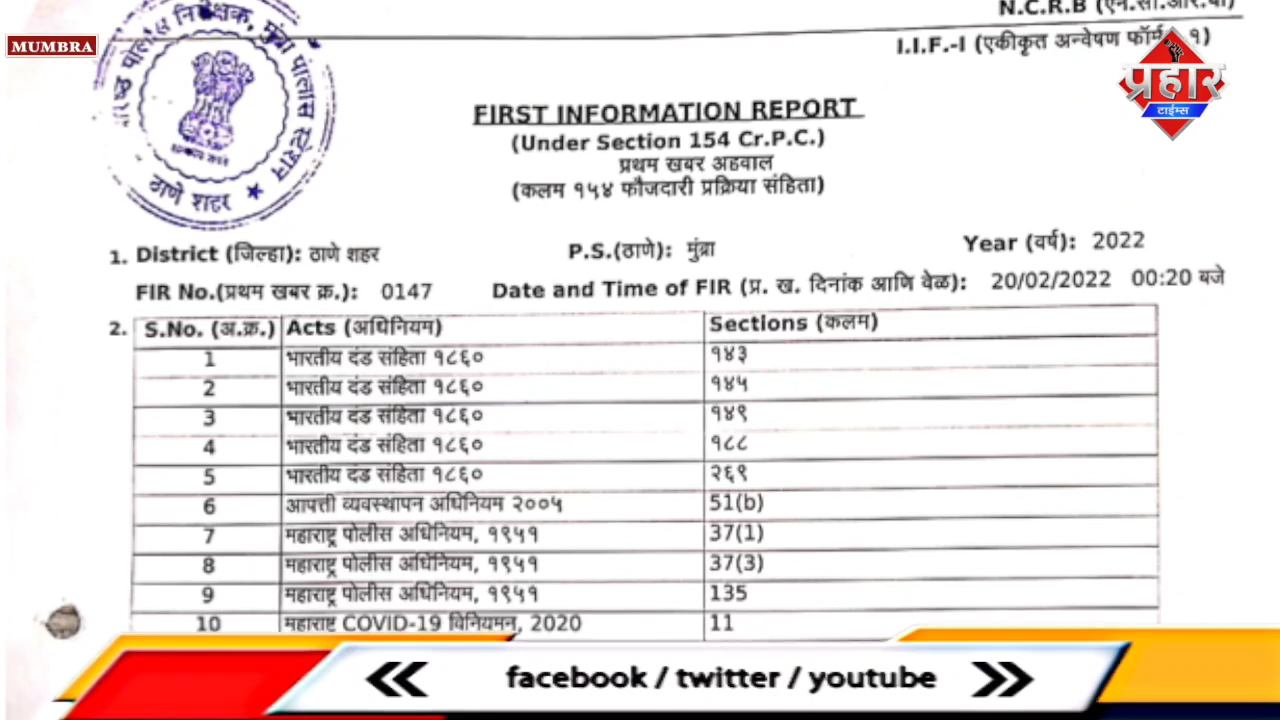 N.C.R.B (एन.सी.आर.बी)
I.I.F.-I (एकीकृत अन्वेषण फॉर्म १)
MUMBRA
प्रहार
टाईम्स
पोलीस निरीक्षक, मुंब्रा पोलीस स्टेशन
ठाणे शहर
FIRST INFORMATION REPORT
(Under Section 154 Cr.P.C.)
प्रथम खबर अहवाल
(कलम १५४ फौजदारी प्रक्रिया संहिता)
1. District (जिल्हा): ठाणे शहर P.S.(ठाणे): मुंब्रा Year (वर्ष): 2022
FIR No.(प्रथम खबर क्र.): 0147 Date and Time of FIR (प्र. ख. दिनांक आणि वेळ): 20/02/2022 00:20 बजे
2. S.No. (अ.क्र.) Acts (अधिनियम) Sections (कलम)
1 भारतीय दंड संहिता १८६० १४३
2 भारतीय दंड संहिता १८६० १४५
3 भारतीय दंड संहिता १८६० १४९
4 भारतीय दंड संहिता १८६० १८८
5 भारतीय दंड संहिता १८६० २६९
6 आपत्ती व्यवस्थापन अधिनियम २००५ 51(b)
7 महाराष्ट्र पोलीस अधिनियम, १९५१ 37(1)
8 महाराष्ट्र पोलीस अधिनियम, १९५१ 37(3)
9 महाराष्ट्र पोलीस अधिनियम, १९५१ 135
10 महाराष्ट्र COVID-19 विनियमन, 2020 11
facebook / twitter / youtube